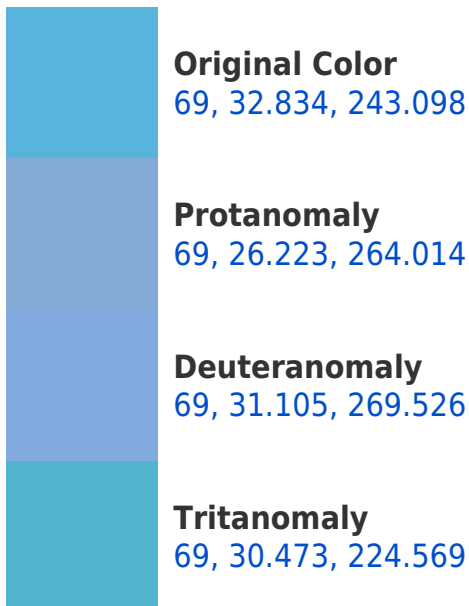 Original Color
69, 32.834, 243.098
Protanomaly
69, 26.223, 264.014
Deuteranomaly
69, 31.105, 269.526
Tritanomaly
69, 30.473, 224.569